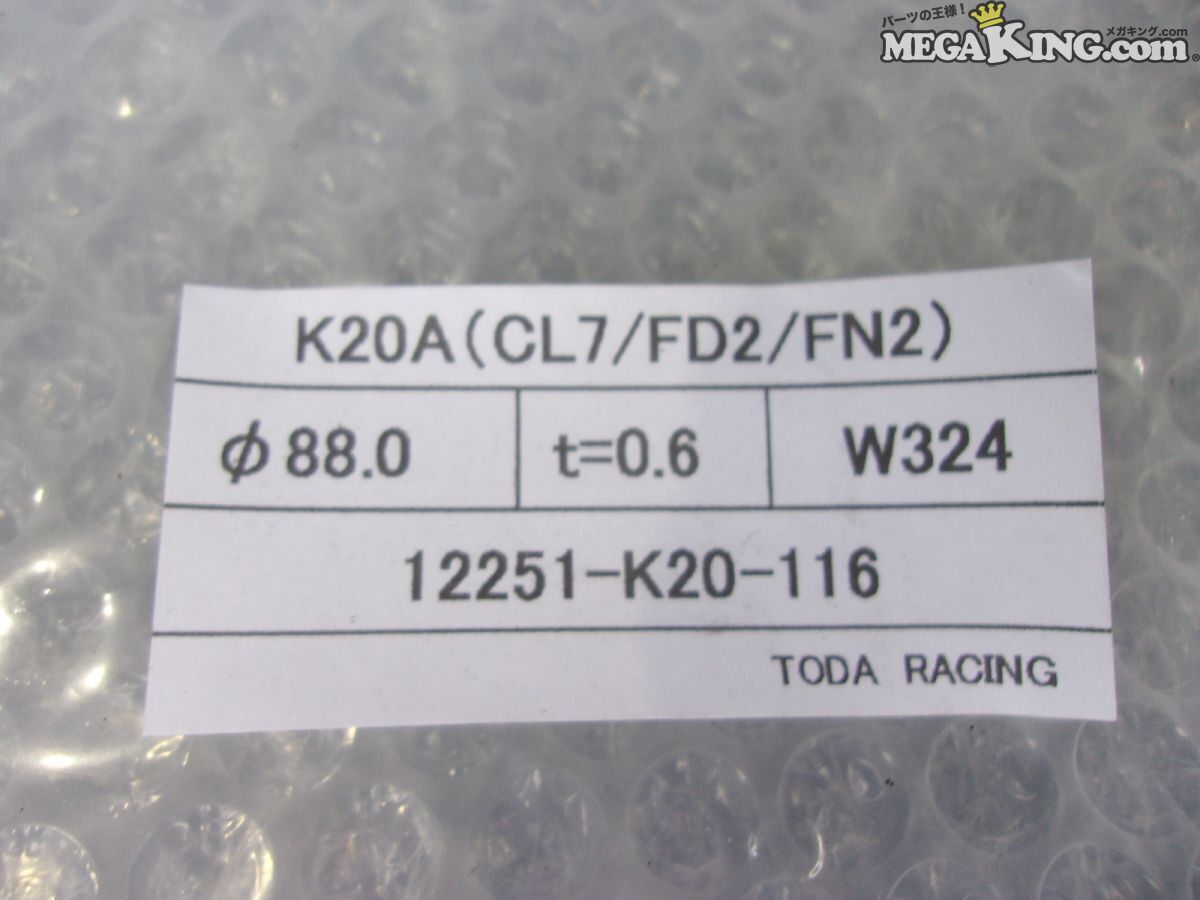 パーツの王様!
メガキング.com
MEGAKING.com®
K20A(CL7/FD2/FN2)
φ88.0 t=0.6 W324
12251-K20-116
TODA RACING